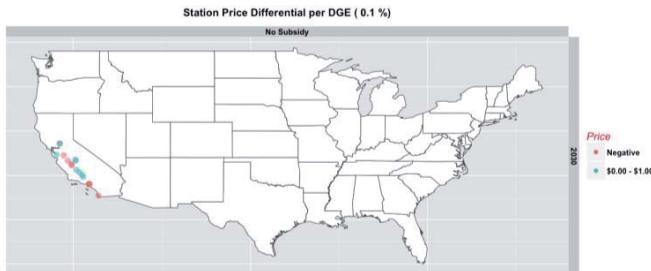 Station Price Differential per DGE ( 0.1 %)
No Subsidy
2030
Price
Negative
$0.00 - $1.00